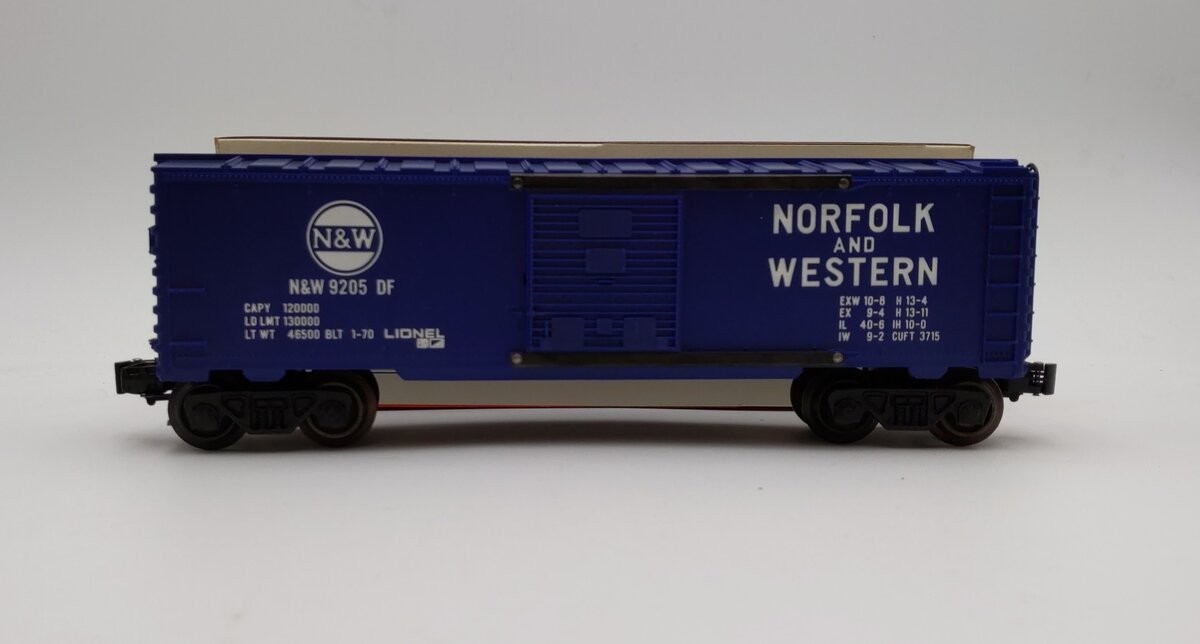 N&W
N&W 9205 DF
CAPY 120000
LD LMT 130000
LT WT 46500 BLT 1-70 LIONEL
NORFOLK
AND
WESTERN
EXW 10-8 H 13-4
EX 9-4 H 13-11
IL 40-6 IH 10-0
IW 9-2 CUFT 3715